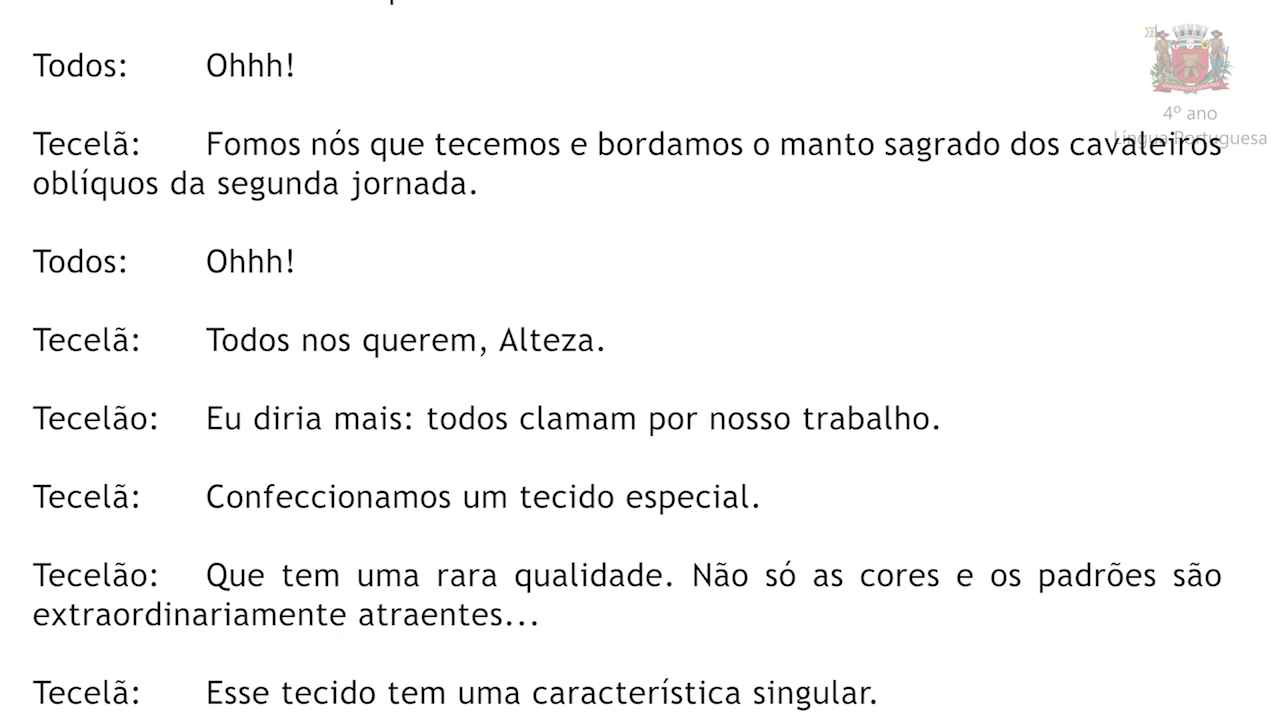 Todos: Ohhh!
4º ano
Língua Portuguesa
Tecelã: Fomos nós que tecemos e bordamos o manto sagrado dos cavaleiros
oblíquos da segunda jornada.
Todos: Ohhh!
Tecelã: Todos nos querem, Alteza.
Tecelão: Eu diria mais: todos clamam por nosso trabalho.
Tecelã: Confeccionamos um tecido especial.
Tecelão: Que tem uma rara qualidade. Não só as cores e os padrões são
extraordinariamente atraentes...
Tecelã: Esse tecido tem uma característica singular.